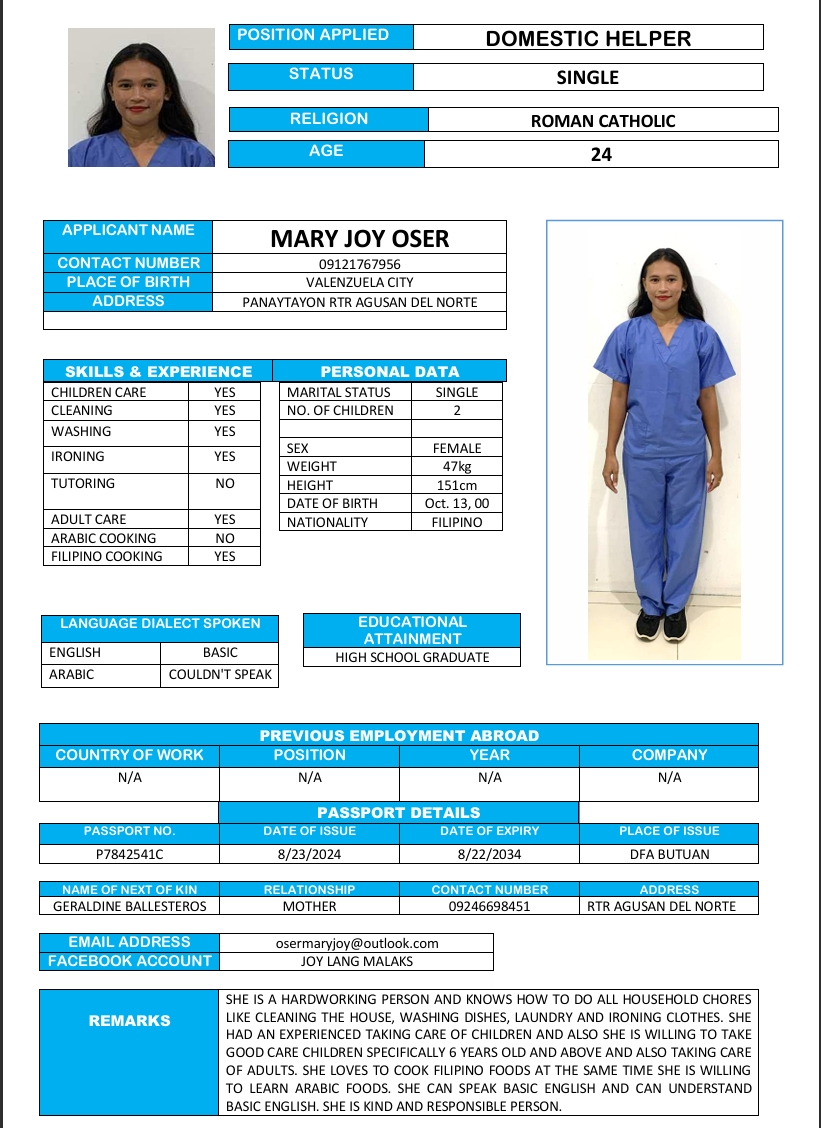 POSITION APPLIED DOMESTIC HELPER
STATUS SINGLE
RELIGION ROMAN CATHOLIC
AGE 24
APPLICANT NAME MARY JOY OSER
CONTACT NUMBER 09121767956
PLACE OF BIRTH VALENZUELA CITY
ADDRESS PANAYTAYON RTR AGUSAN DEL NORTE
SKILLS & EXPERIENCE PERSONAL DATA
CHILDREN CARE YES MARITAL STATUS SINGLE
CLEANING YES NO. OF CHILDREN 2
WASHING YES
IRONING YES SEX FEMALE
WEIGHT 47kg
TUTORING NO HEIGHT 151cm
DATE OF BIRTH Oct. 13, 00
ADULT CARE YES NATIONALITY FILIPINO
ARABIC COOKING NO
FILIPINO COOKING YES
LANGUAGE DIALECT SPOKEN
ENGLISH BASIC
ARABIC COULDN'T SPEAK
EDUCATIONAL
ATTAINMENT
HIGH SCHOOL GRADUATE
PREVIOUS EMPLOYMENT ABROAD
COUNTRY OF WORK POSITION YEAR COMPANY
N/A N/A N/A N/A
PASSPORT DETAILS
PASSPORT NO. DATE OF ISSUE DATE OF EXPIRY PLACE OF ISSUE
P7842541C 8/23/2024 8/22/2034 DFA BUTUAN
NAME OF NEXT OF KIN RELATIONSHIP CONTACT NUMBER ADDRESS
GERALDINE BALLESTEROS MOTHER 09246698451 RTR AGUSAN DEL NORTE
EMAIL ADDRESS osermaryjoy@outlook.com
FACEBOOK ACCOUNT JOY LANG MALAKS
REMARKS
SHE IS A HARDWORKING PERSON AND KNOWS HOW TO DO ALL HOUSEHOLD CHORES
LIKE CLEANING THE HOUSE, WASHING DISHES, LAUNDRY AND IRONING CLOTHES. SHE
HAD AN EXPERIENCED TAKING CARE OF CHILDREN AND ALSO SHE IS WILLING TO TAKE
GOOD CARE CHILDREN SPECIFICALLY 6 YEARS OLD AND ABOVE AND ALSO TAKING CARE
OF ADULTS. SHE LOVES TO COOK FILIPINO FOODS AT THE SAME TIME SHE IS WILLING
TO LEARN ARABIC FOODS. SHE CAN SPEAK BASIC ENGLISH AND CAN UNDERSTAND
BASIC ENGLISH. SHE IS KIND AND RESPONSIBLE PERSON.